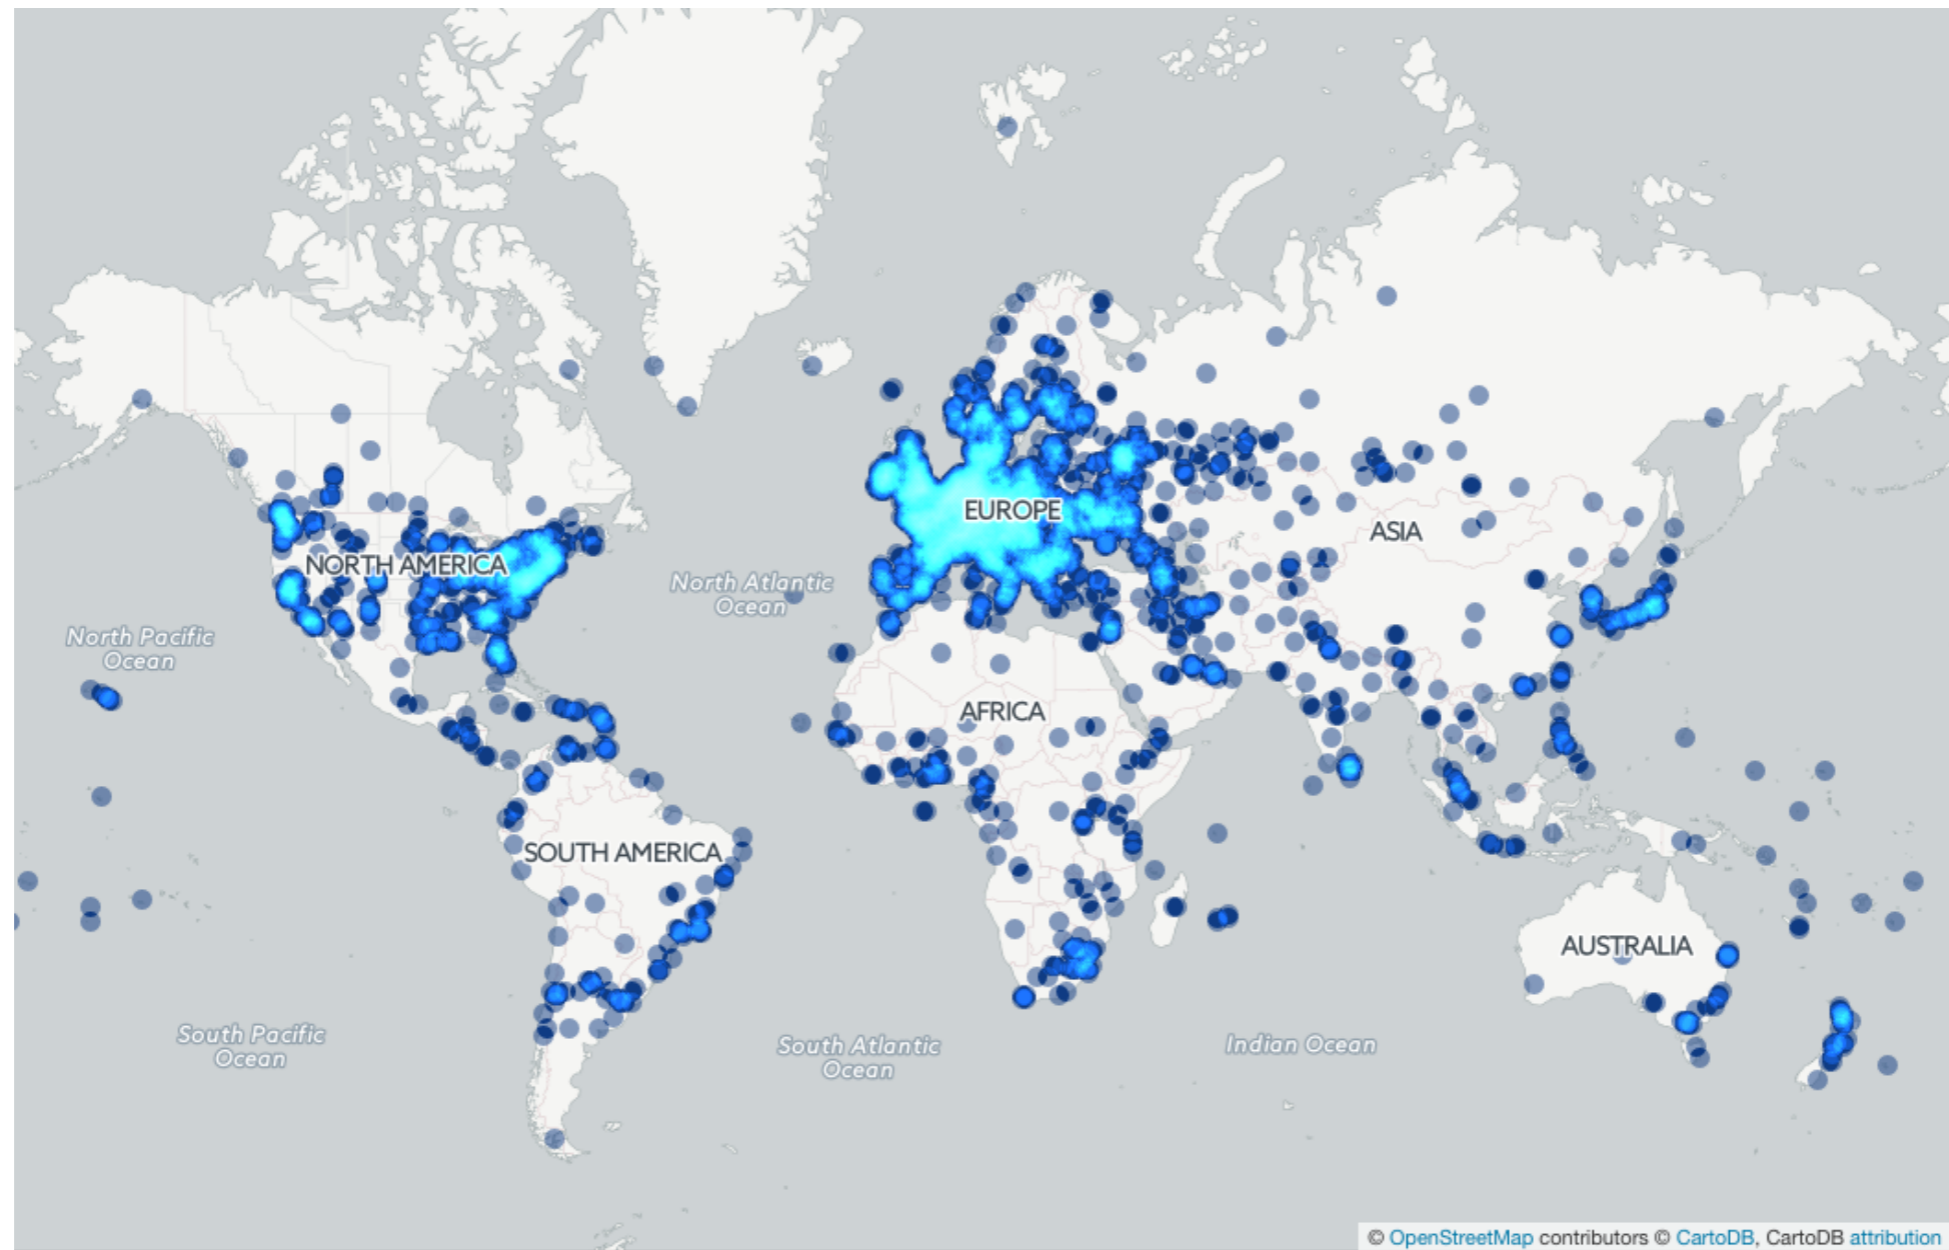 EUROPE
ASIA
NORTH AMERICA
North Atlantic
Ocean
North Pacific
Ocean
AFRICA
SOUTH AMERICA
AUSTRALIA
South Pacific
Ocean
South Atlantic
Ocean
Indian Ocean
© OpenStreetMap contributors © CartoDB, CartoDB attribution